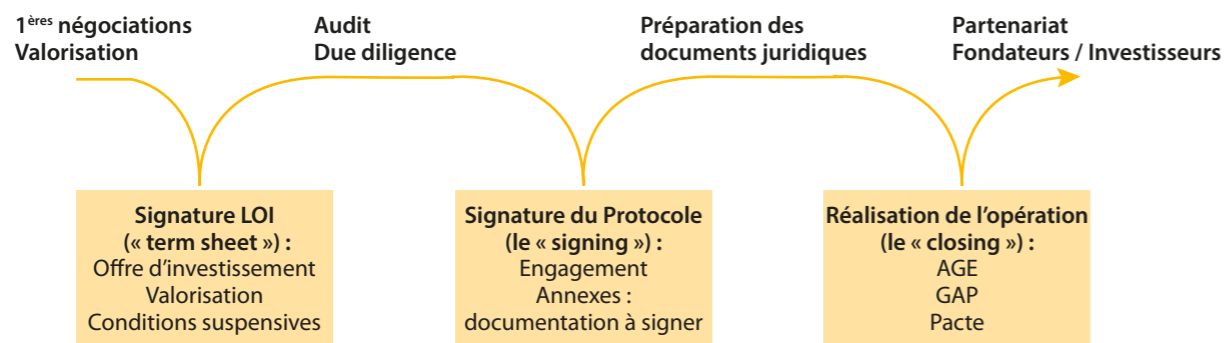 1ères négociations
Valorisation
Audit
Due diligence
Préparation des
documents juridiques
Partenariat
Fondateurs / Investisseurs
Signature LOI
(« term sheet ») :
Offre d’investissement
Valorisation
Conditions suspensives
Signature du Protocole
(le « signing ») :
Engagement
Annexes :
documentation à signer
Réalisation de l’opération
(le « closing ») :
AGE
GAP
Pacte